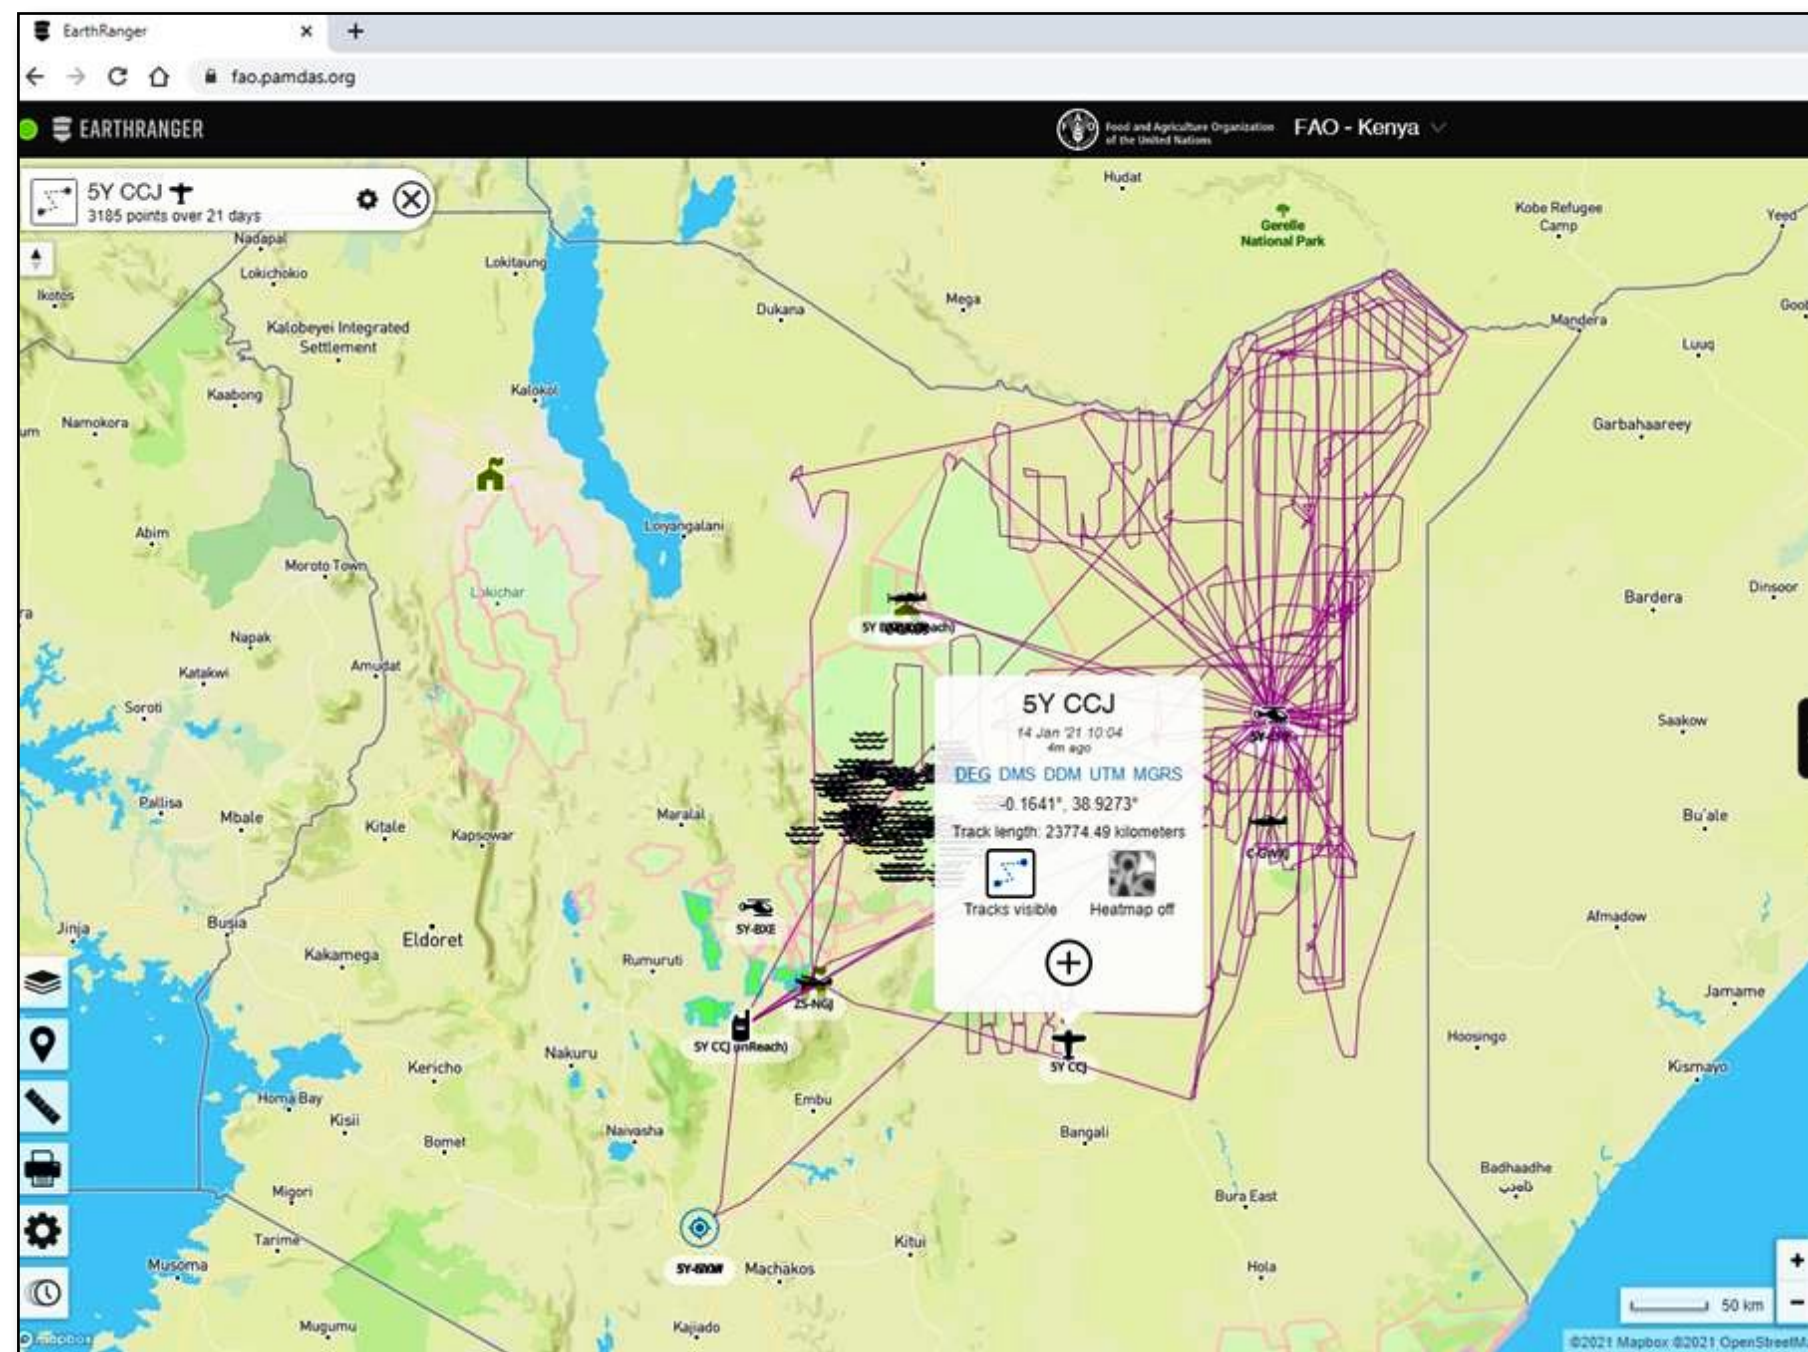 EarthRanger
fao.pamdas.org
EARTHRANGER
Food and Agriculture Organization
of the United Nations
FAO - Kenya
5Y CCJ
3185 points over 21 days
Hudat
Gerelle
National Park
Kobe Refugee
Camp
Yeed
Nadapal
Lokichokio
Lokitaung
Ikotos
Dukana
Mega
Mandera
Kalobeyei Integrated
Settlement
Luuq
Kaabong
Kalokol
Namokora
Garbahaareey
Abim
Loiyangalani
Moroto Town
Lokichar
Dinsoor
Bardera
Napak
Amudat
Katakwi
Soroti
5Y CCJ
14 Jan '21 10:04
4m ago
DEG DMS DDM UTM MGRS
-0.1641°, 38.9273°
Track length: 23774.49 kilometers
Tracks visible
Heatmap off
Saakow
Pallisa
Mbale
Kitale
Kapsowar
Maralal
Bu'ale
C-GWXJ
Jinja
Busia
Eldoret
5Y-BXE
Afmadow
Kakamega
Rumuruti
ZS-NGJ
Jamame
5Y CCJ (inReach)
Nakuru
Kericho
5Y CCJ
Hoosingo
Kismayo
Homa Bay
Kisii
Embu
Naivasha
Bomet
Bangali
Badhaadhe
Migori
Bura East
Tarime
Kitui
Musoma
Machakos
Hola
50 km
Mugumu
Kajiado
mapbox
©2021 Mapbox ©2021